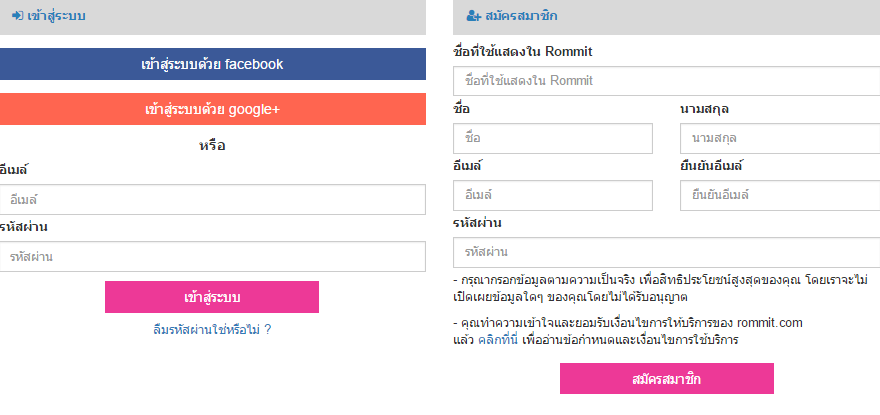 เข้าสู่ระบบ
เข้าสู่ระบบด้วย facebook
เข้าสู่ระบบด้วย google+
หรือ
อีเมล์
อีเมล์
รหัสผ่าน
รหัสผ่าน
เข้าสู่ระบบ
ลืมรหัสผ่านใช่หรือไม่ ?
สมัครสมาชิก
ชื่อที่ใช้แสดงใน Rommit
ชื่อที่ใช้แสดงใน Rommit
ชื่อ นามสกุล
ชื่อ นามสกุล
อีเมล์ ยืนยันอีเมล์
อีเมล์ ยืนยันอีเมล์
รหัสผ่าน
รหัสผ่าน
- กรุณากรอกข้อมูลตามความเป็นจริง เพื่อสิทธิประโยชน์สูงสุดของคุณ โดยเราจะไม่
เปิดเผยข้อมูลใดๆ ของคุณโดยไม่ได้รับอนุญาต
- คุณทำความเข้าใจและยอมรับเงื่อนไขการให้บริการของ rommit.com
แล้ว คลิกที่นี่ เพื่ออ่านข้อกำหนดและเงื่อนไขการใช้บริการ
สมัครสมาชิก